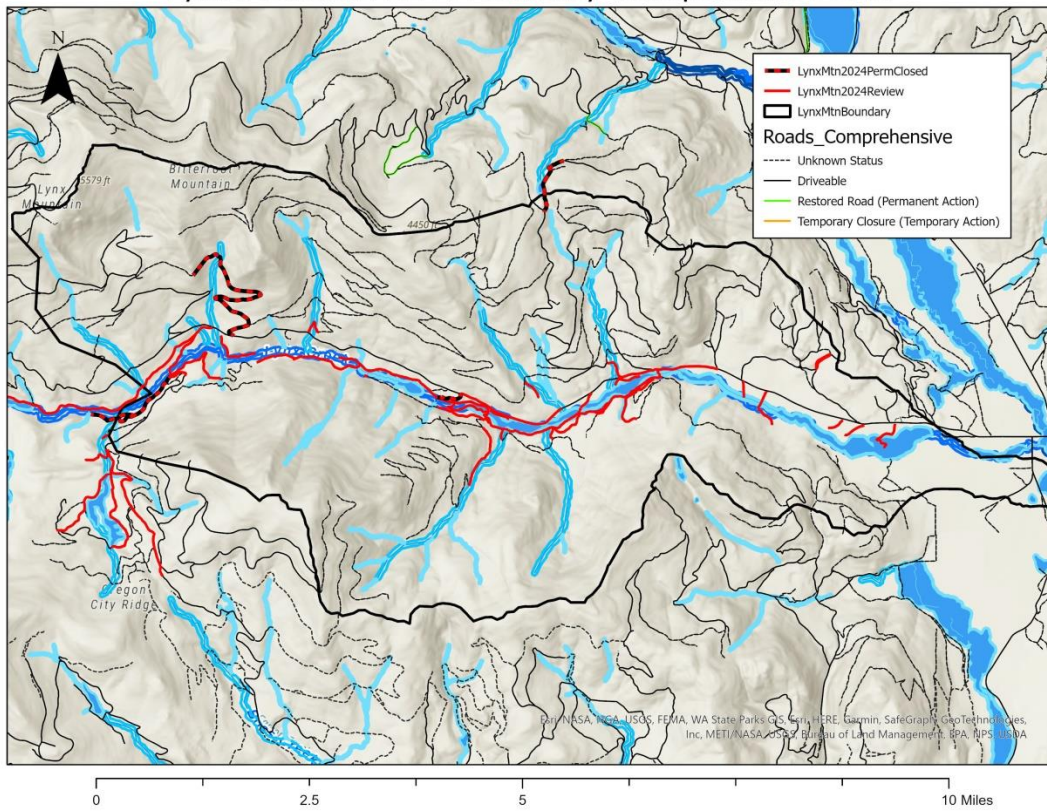 N
LynxMtn2024PermClosed
LynxMtn2024Review
LynxMtnBoundary
Roads_Comprehensive
Unknown Status
Driveable
Restored Road (Permanent Action)
Temporary Closure (Temporary Action)
Bitterroot
Mountain
5579 ft
Lynx
Mountain
4450 ft
Oregon
City Ridge
Esri, NASA, NGA, USGS, FEMA, WA State Parks GIS, Esri, HERE, Garmin, SafeGraph, GeoTechnologies,
Inc, METI/NASA, USGS, Bureau of Land Management, EPA, NPS, USDA
0 2.5 5 10 Miles